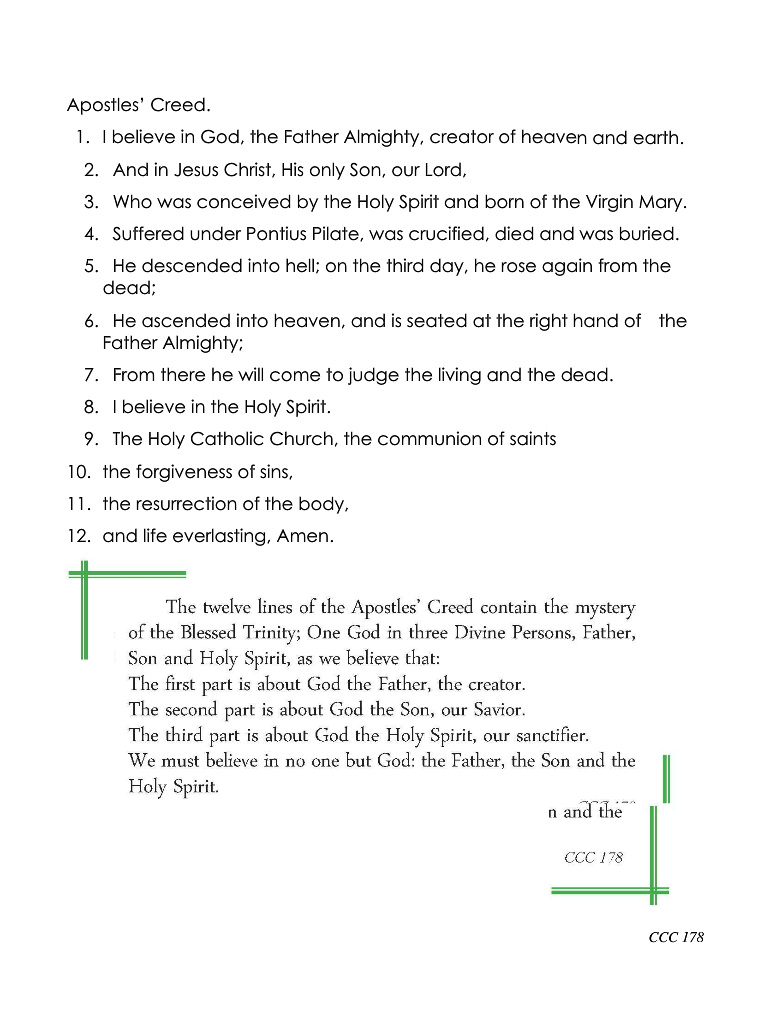 Apostles’ Creed.
1. I believe in God, the Father Almighty, creator of heaven and earth.
2. And in Jesus Christ, His only Son, our Lord,
3. Who was conceived by the Holy Spirit and born of the Virgin Mary.
4. Suffered under Pontius Pilate, was crucified, died and was buried.
5. He descended into hell; on the third day, he rose again from the
dead;
6. He ascended into heaven, and is seated at the right hand of the
Father Almighty;
7. From there he will come to judge the living and the dead.
8. I believe in the Holy Spirit.
9. The Holy Catholic Church, the communion of saints
10. the forgiveness of sins,
11. the resurrection of the body,
12. and life everlasting, Amen.
The twelve lines of the Apostles’ Creed contain the mystery
of the Blessed Trinity; One God in three Divine Persons, Father,
Son and Holy Spirit, as we believe that:
The first part is about God the Father, the creator.
The second part is about God the Son, our Savior.
The third part is about God the Holy Spirit, our sanctifier.
We must believe in no one but God: the Father, the Son and the
Holy Spirit.
n and the
CCC 178
CCC 178